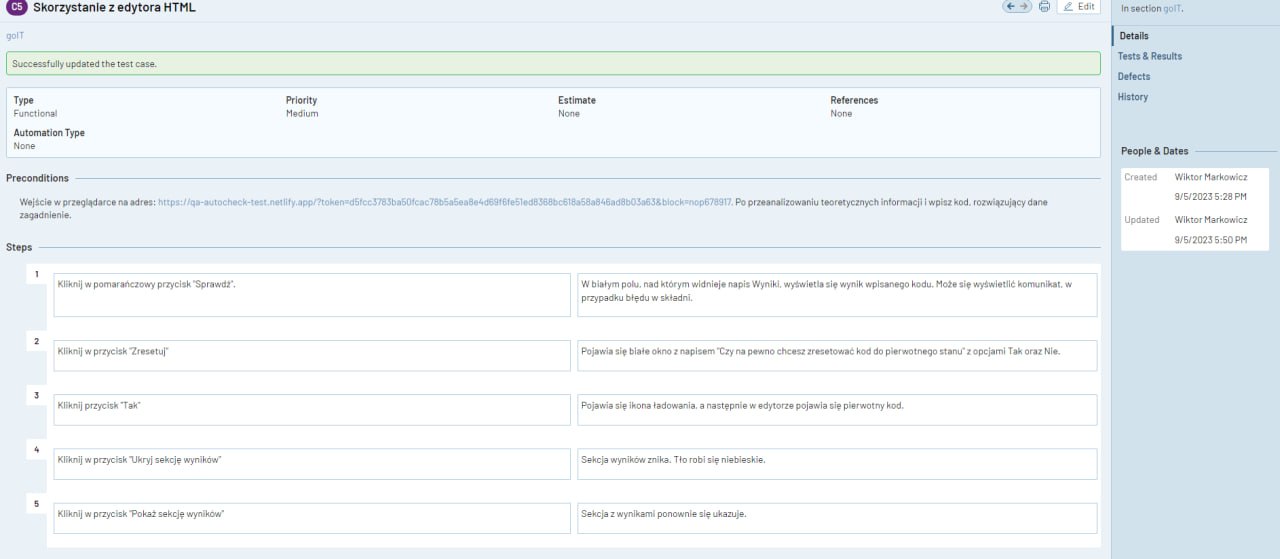 C5 Skorzystanie z edytora HTML
Edit
goIT
Successfully updated the test case.
Type Priority Estimate References
Functional Medium None None
Automation Type
None
Preconditions
Wejście w przeglądarce na adres: https://qa-autocheck-test.netlify.app/?token=d5fcc3783ba50fcac78b5a5ea8e4d69f6fe51ed8368bc618a58a846ad8b03a63&block=nop678917. Po przeanalizowaniu teoretycznych informacji i wpisz kod, rozwiązujący dane
zagadnienie.
Steps
1
Kliknij w pomarańczowy przycisk "Sprawdź".
W białym polu, nad którym widnieje napis Wyniki, wyświetla się wynik wpisanego kodu. Może się wyświetlić komunikat, w
przypadku błędu w składni.
2
Kliknij w przycisk "Zresetuj"
Pojawia się białe okno z napisem "Czy na pewno chcesz zresetować kod do pierwotnego stanu" z opcjami Tak oraz Nie.
3
Kliknij przycisk "Tak"
Pojawia się ikona ładowania, a następnie w edytorze pojawia się pierwotny kod.
4
Kliknij w przycisk "Ukryj sekcję wyników"
Sekcja wyników znika. Tło robi się niebieskie.
5
Kliknij w przycisk "Pokaż sekcję wyników"
Sekcja z wynikami ponownie się ukazuje.
In section goIT.
Details
Tests & Results
Defects
History
People & Dates
Created Wiktor Markowicz
9/5/2023 5:28 PM
Updated Wiktor Markowicz
9/5/2023 5:50 PM